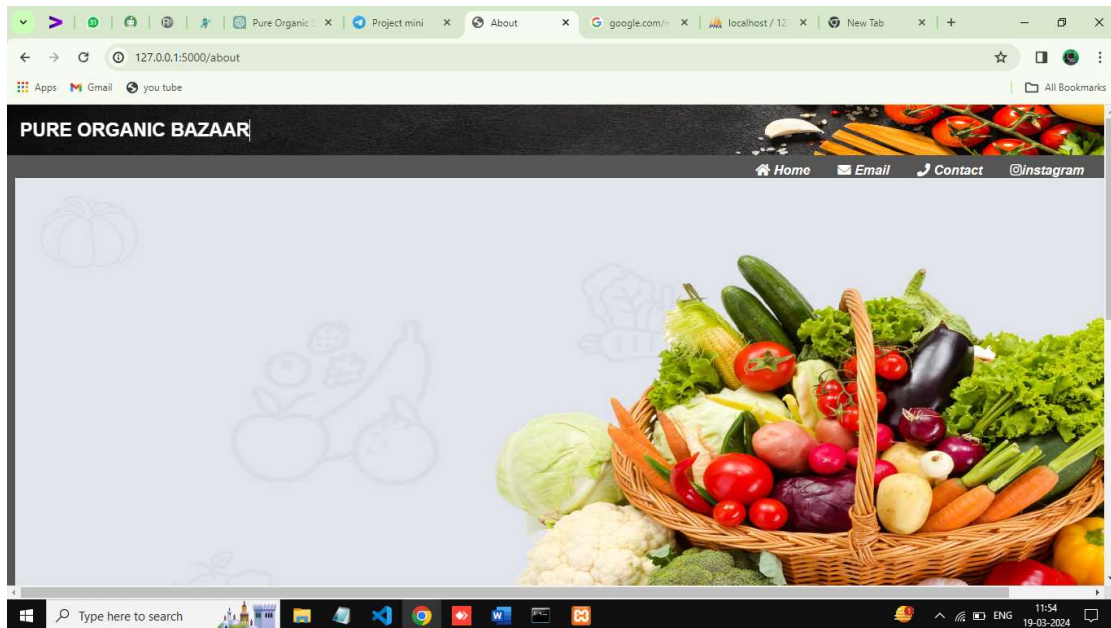 Pure Organic
Project mini
About
google.com/
localhost / 12
New Tab
127.0.0.1:5000/about
Apps
Gmail
you tube
All Bookmarks
PURE ORGANIC BAZAAR
Home
Email
Contact
instagram
Type here to search
ENG
11:54
19-03-2024